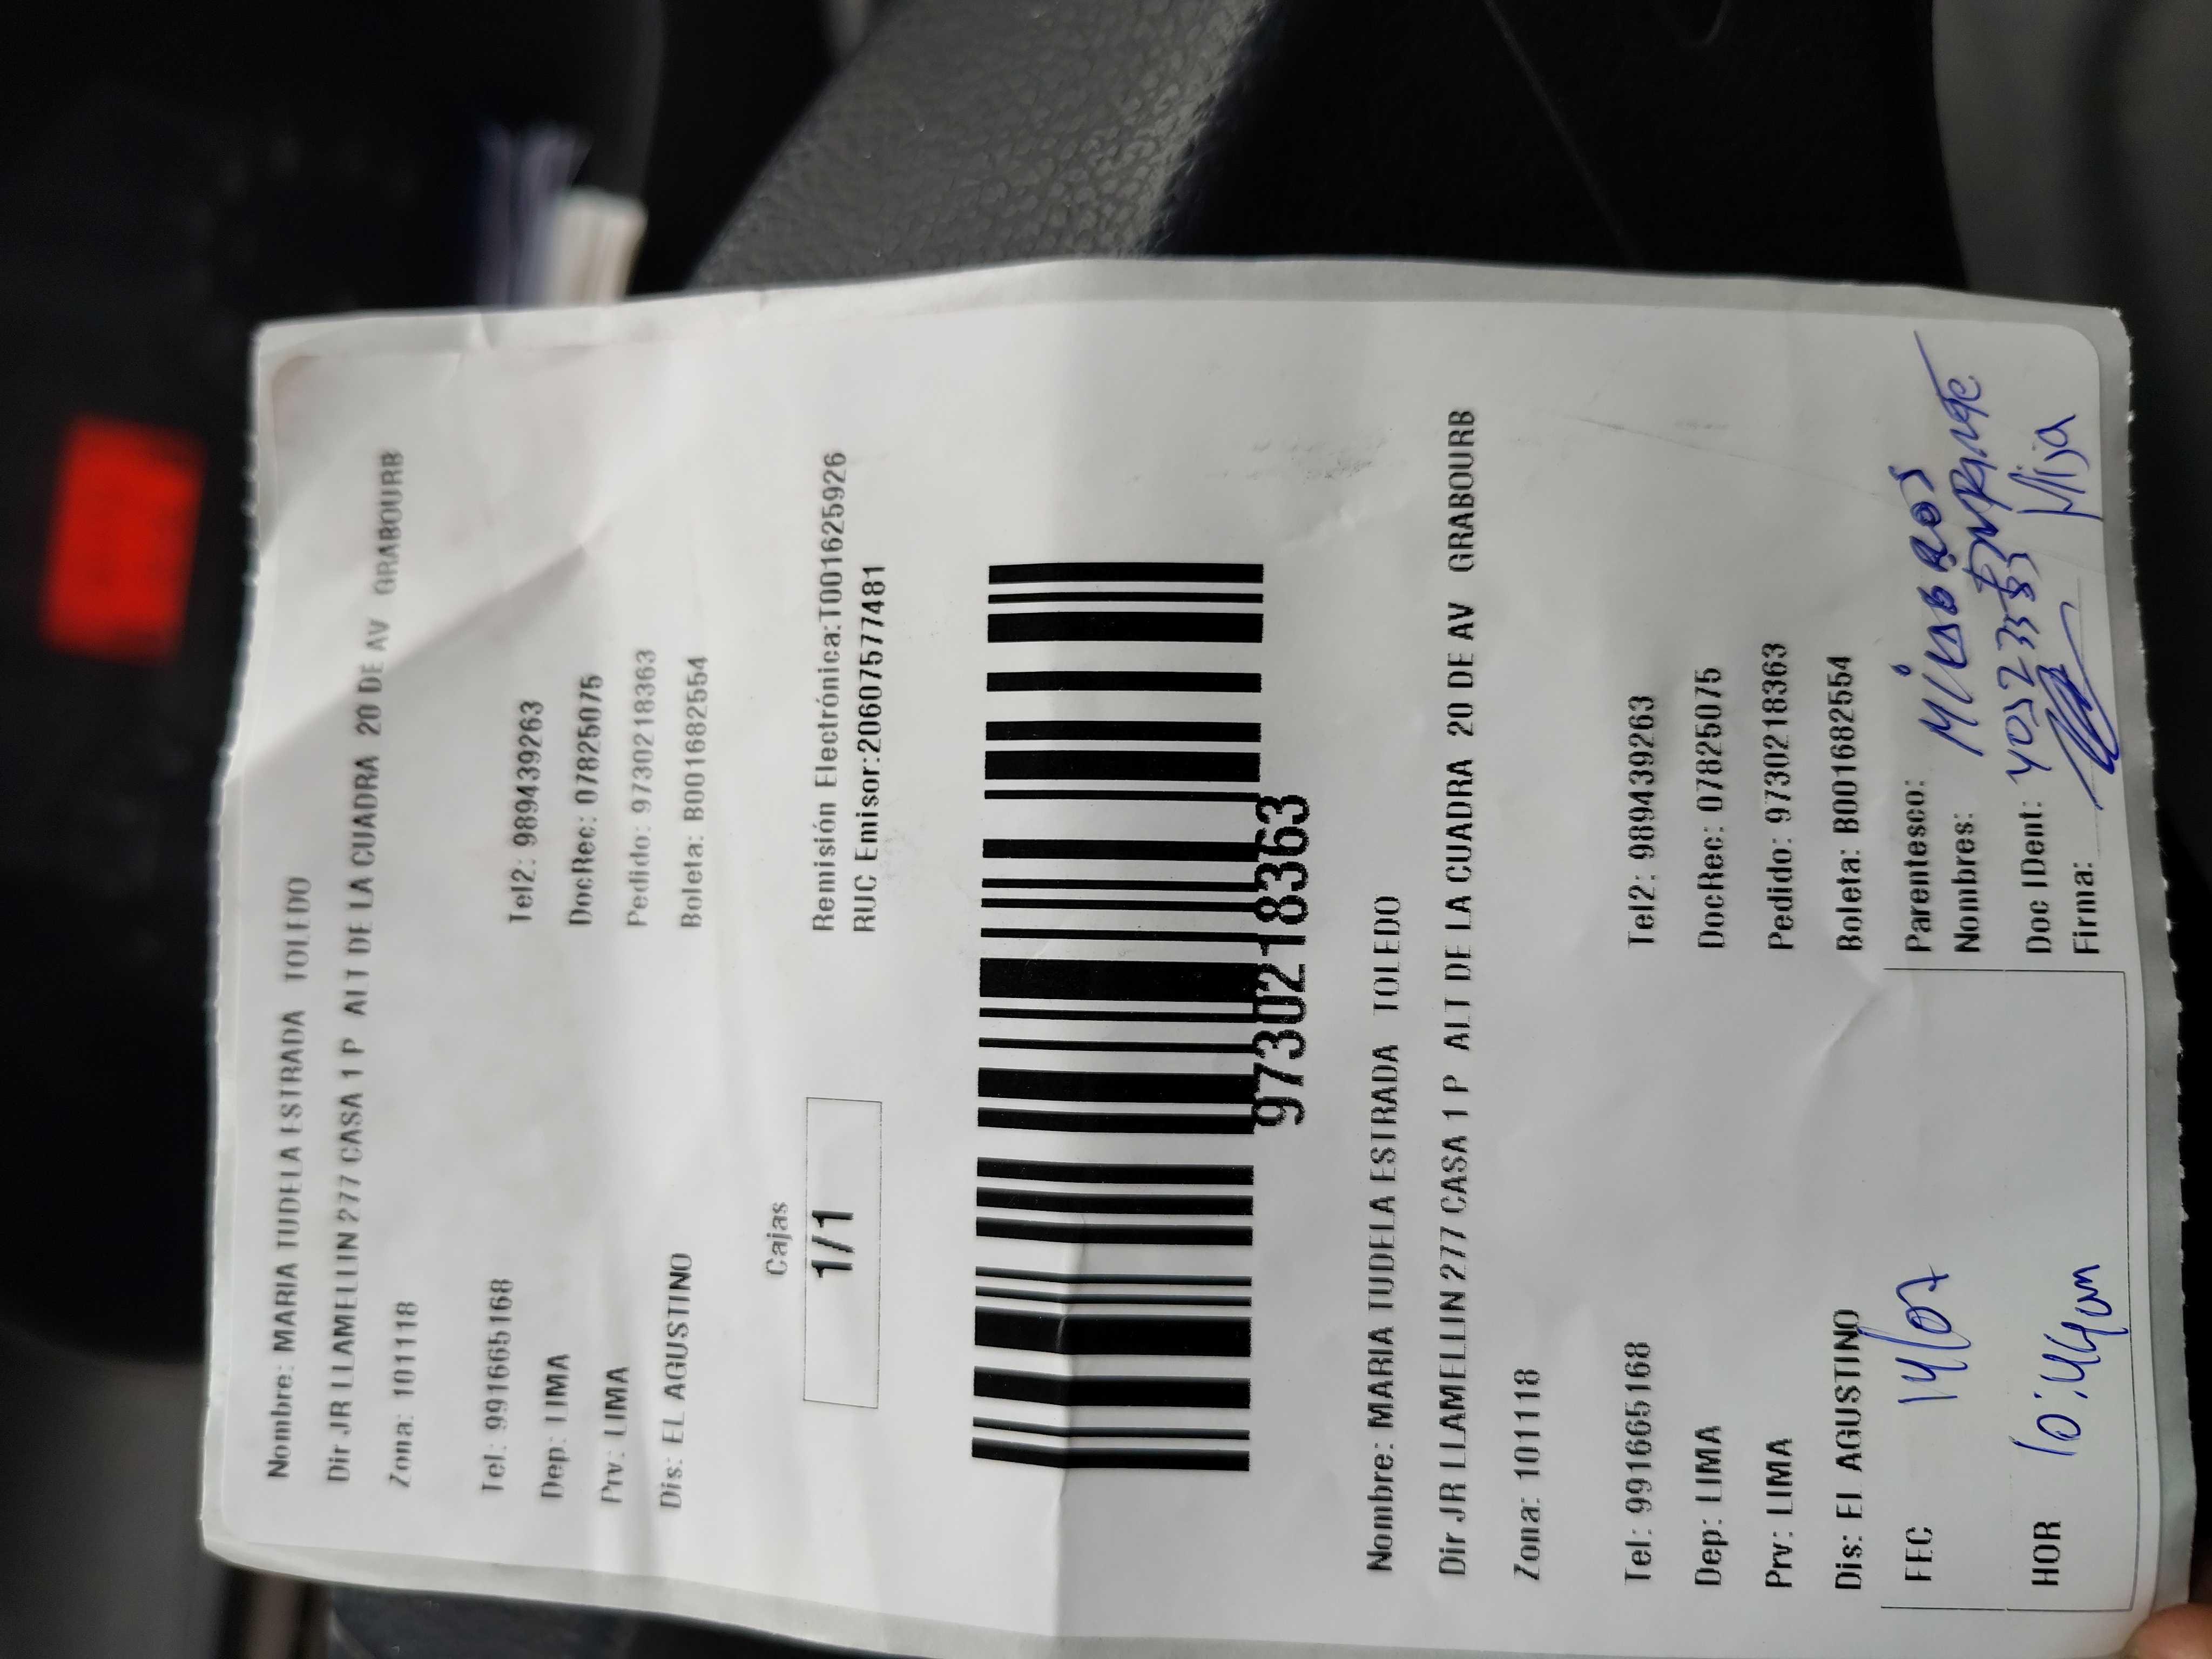 Nombre: MARIA TUDELA ESTRADA TOLEDO
Dir JR LLAMELLIN 277 CASA 1 P ALT DE LA CUADRA 20 DE AV GRABOURB
Zona: 101118
Tel: 991665168 Tel2: 989439263
Dep: LIMA DocRec: 07825075
Prv: LIMA Pedido: 9730218363
Dis: EL AGUSTINO Boleta: B001682554
Cajas
1/1
Remisión Electrónica:T001625926
RUC Emisor:20607577481
9730218363
Nombre: MARIA TUDELA ESTRADA TOLEDO
Dir JR LLAMELLIN 277 CASA 1 P ALT DE LA CUADRA 20 DE AV GRABOURB
Zona: 101118
Tel: 991665168 Tel2: 989439263
Dep: LIMA DocRec: 07825075
Prv: LIMA Pedido: 9730218363
Dis: EL AGUSTINO Boleta: B001682554
FEC 14/07 Parentesco:
Nombres: Milagros
HOR 10:44am Doc IDent:
Firma: Hija